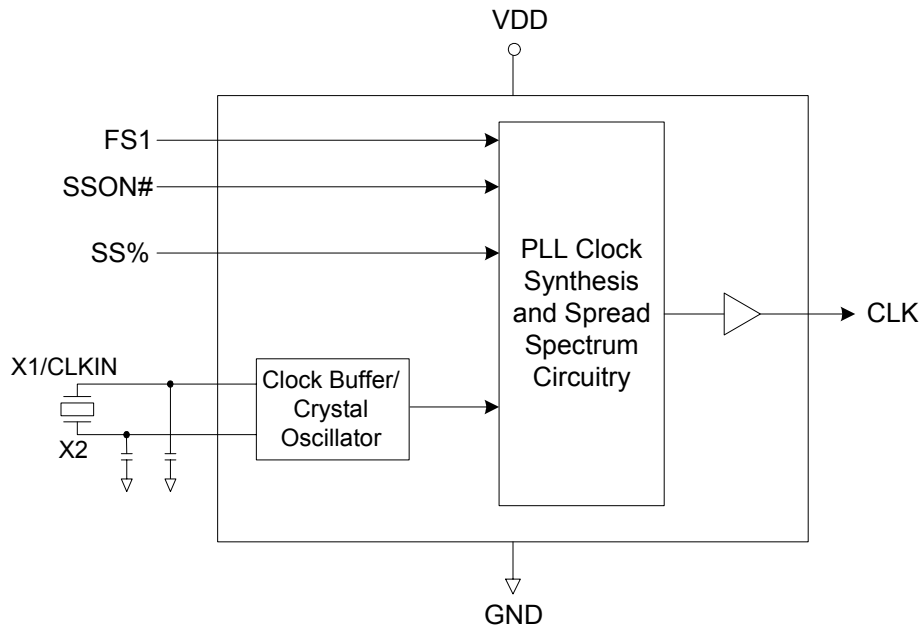 VDD
FS1
SSON#
SS%
PLL Clock
Synthesis
and Spread
Spectrum
Circuitry
CLK
X1/CLKIN
X2
Clock Buffer/
Crystal
Oscillator
GND